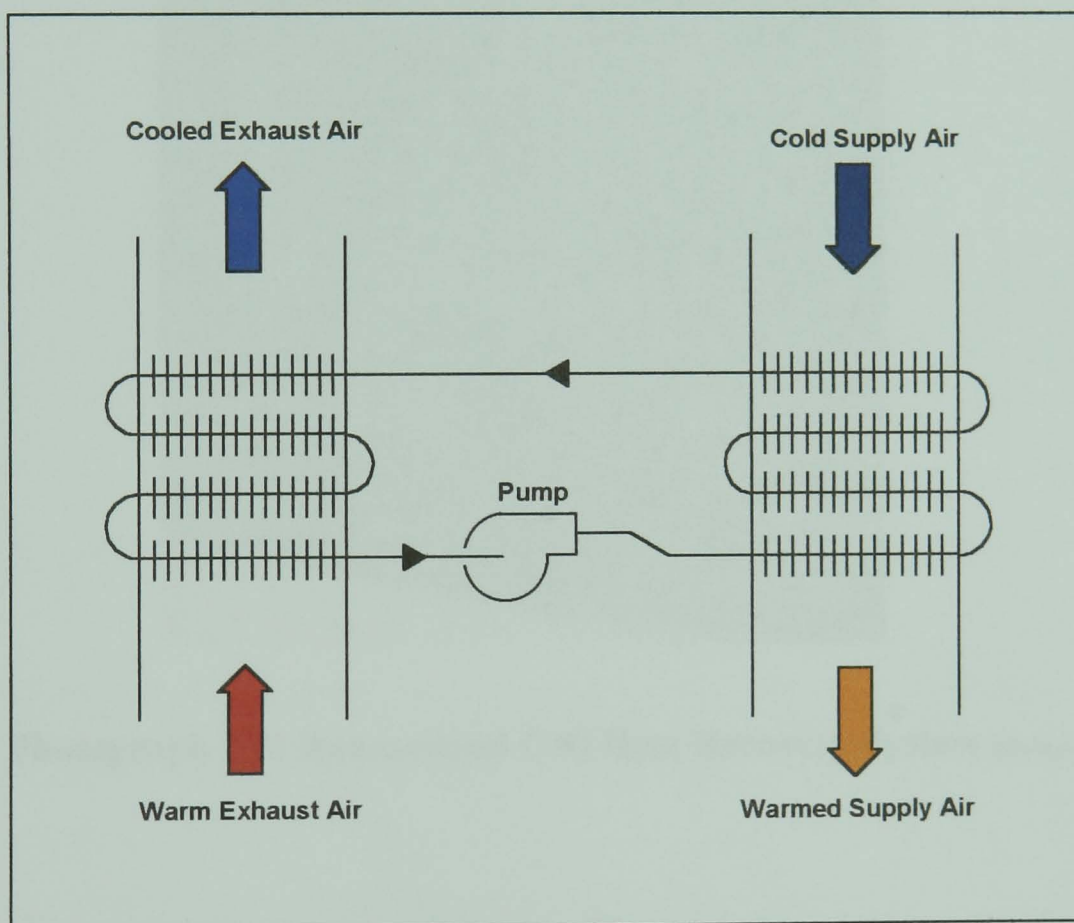 Cooled Exhaust Air
Cold Supply Air
Pump
Warm Exhaust Air
Warmed Supply Air